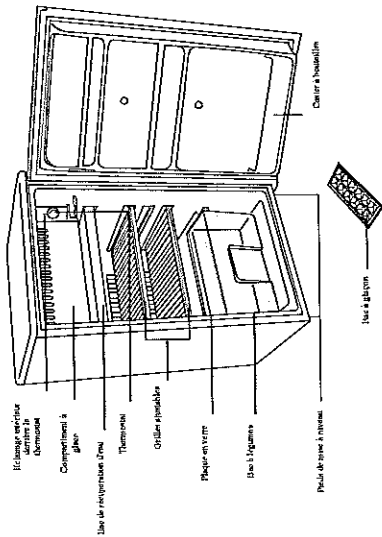 Eclairage intérieur
derrière le
thermostat
Compartiment à
glace
Bac de récupération d'eau
Thermostat
Grilles ajustables
Plaque en verre
Bac à légumes
Pieds de mise à niveau
Casier à bouteilles
Bac à glaçon